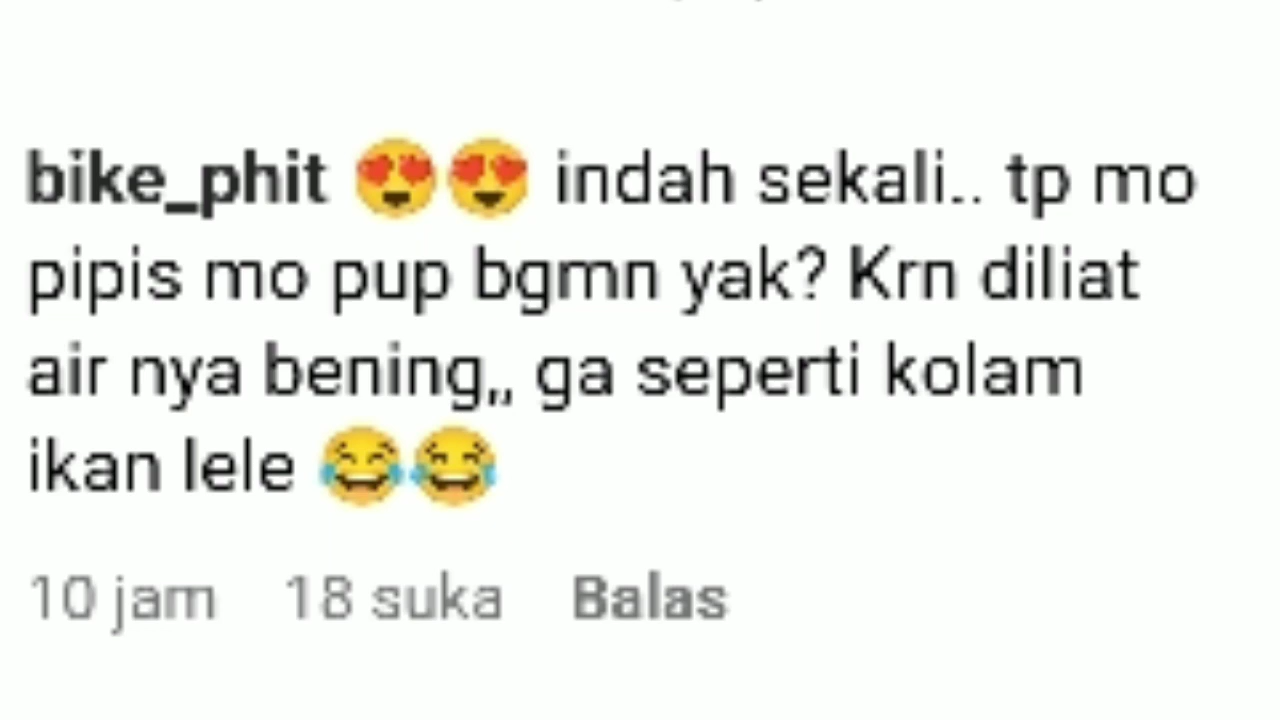 bike_phit 😍😍 indah sekali.. tp mo
pipis mo pup bgmn yak? Krn diliat
air nya bening,, ga seperti kolam
ikan lele 😂😂
10 jam 18 suka Balas